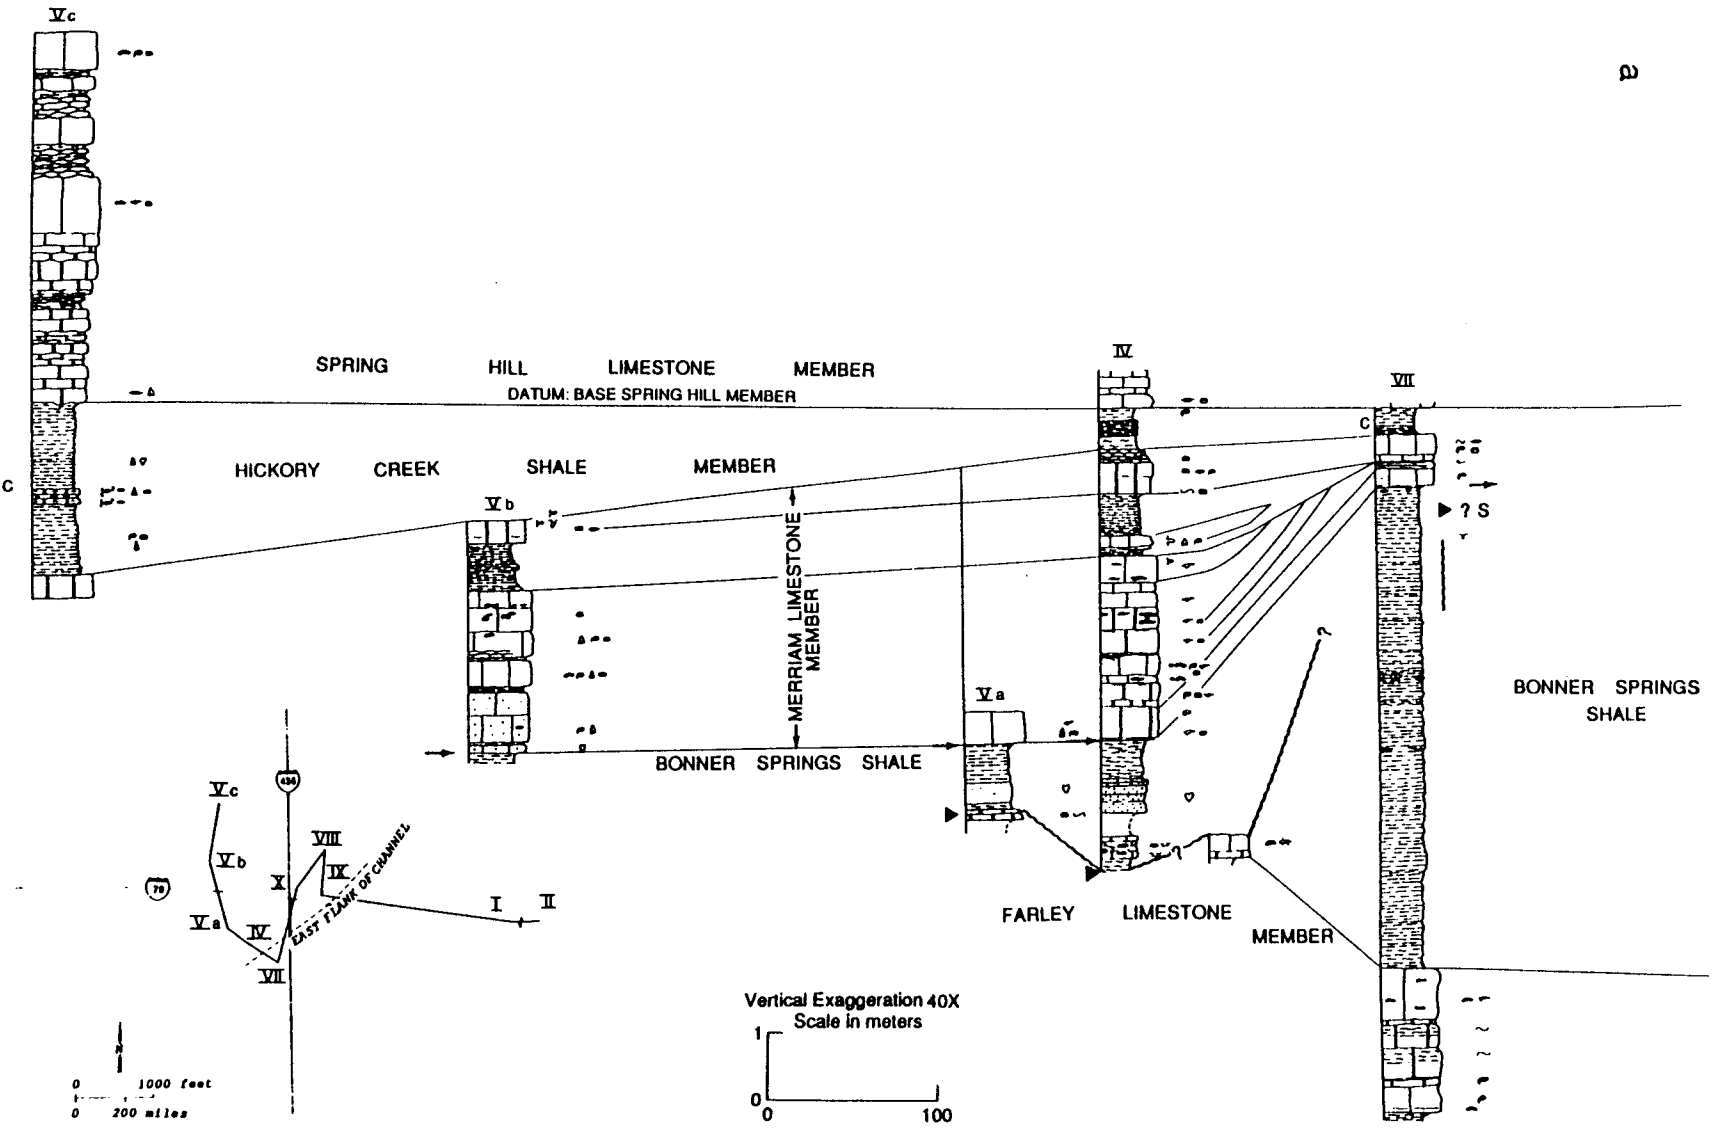 Vc
a
SPRING HILL LIMESTONE MEMBER
DATUM: BASE SPRING HILL MEMBER
IV
VII
C
HICKORY CREEK SHALE MEMBER
C
Vb
? S
MERRIAM LIMESTONE
MEMBER
?
Va
BONNER SPRINGS
SHALE
BONNER SPRINGS SHALE
?
FARLEY LIMESTONE
MEMBER
Vc
VIII
Vb
IX
X
70
EAST FLANK OF CHANNEL
I II
Va
IV
VII
N
Vertical Exaggeration 40X
Scale in meters
1
0
0 100
0 1000 feet
0 200 miles